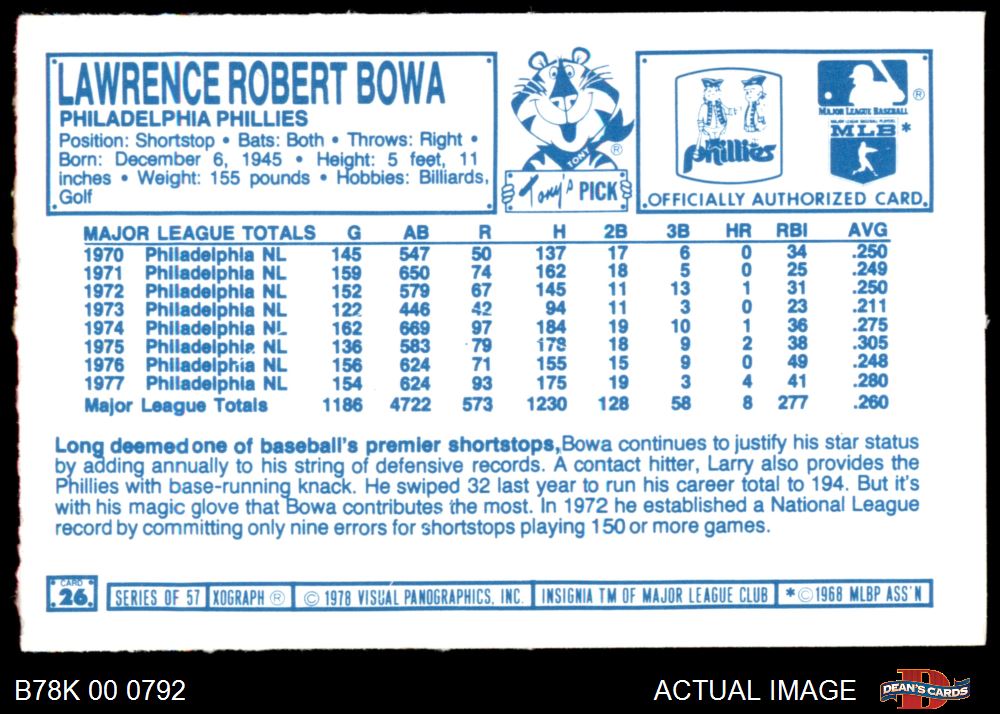 LAWRENCE ROBERT BOWA
PHILADELPHIA PHILLIES
Position: Shortstop • Bats: Both • Throws: Right •
Born: December 6, 1945 • Height: 5 feet, 11
inches • Weight: 155 pounds • Hobbies: Billiards,
Golf
TONY
®
Tony's PICK
Phillies
®
MAJOR LEAGUE BASEBALL
MAJOR LEAGUE BASEBALL PLAYERS
MLB*
OFFICIALLY AUTHORIZED CARD
MAJOR LEAGUE TOTALS G AB R H 2B 3B HR RBI AVG
1970 Philadelphia NL 145 547 50 137 17 6 0 34 .250
1971 Philadelphia NL 159 650 74 162 18 5 0 25 .249
1972 Philadelphia NL 152 579 67 145 11 13 1 31 .250
1973 Philadelphia NL 122 446 42 94 11 3 0 23 .211
1974 Philadelphia NL 162 669 97 184 19 10 1 36 .275
1975 Philadelphia NL 136 583 79 178 18 9 2 38 .305
1976 Philadelphia NL 156 624 71 155 15 9 0 49 .248
1977 Philadelphia NL 154 624 93 175 19 3 4 41 .280
Major League Totals 1186 4722 573 1230 128 58 8 277 .260
Long deemed one of baseball's premier shortstops, Bowa continues to justify his star status
by adding annually to his string of defensive records. A contact hitter, Larry also provides the
Phillies with base-running knack. He swiped 32 last year to run his career total to 194. But it's
with his magic glove that Bowa contributes the most. In 1972 he established a National League
record by committing only nine errors for shortstops playing 150 or more games.
CARD
26
SERIES OF 57 XOGRAPH ® © 1978 VISUAL PANOGRAPHICS, INC. INSIGNIA TM OF MAJOR LEAGUE CLUB *©1968 MLBP ASS'N
B78K 00 0792
ACTUAL IMAGE
D
DEAN'S CARDS